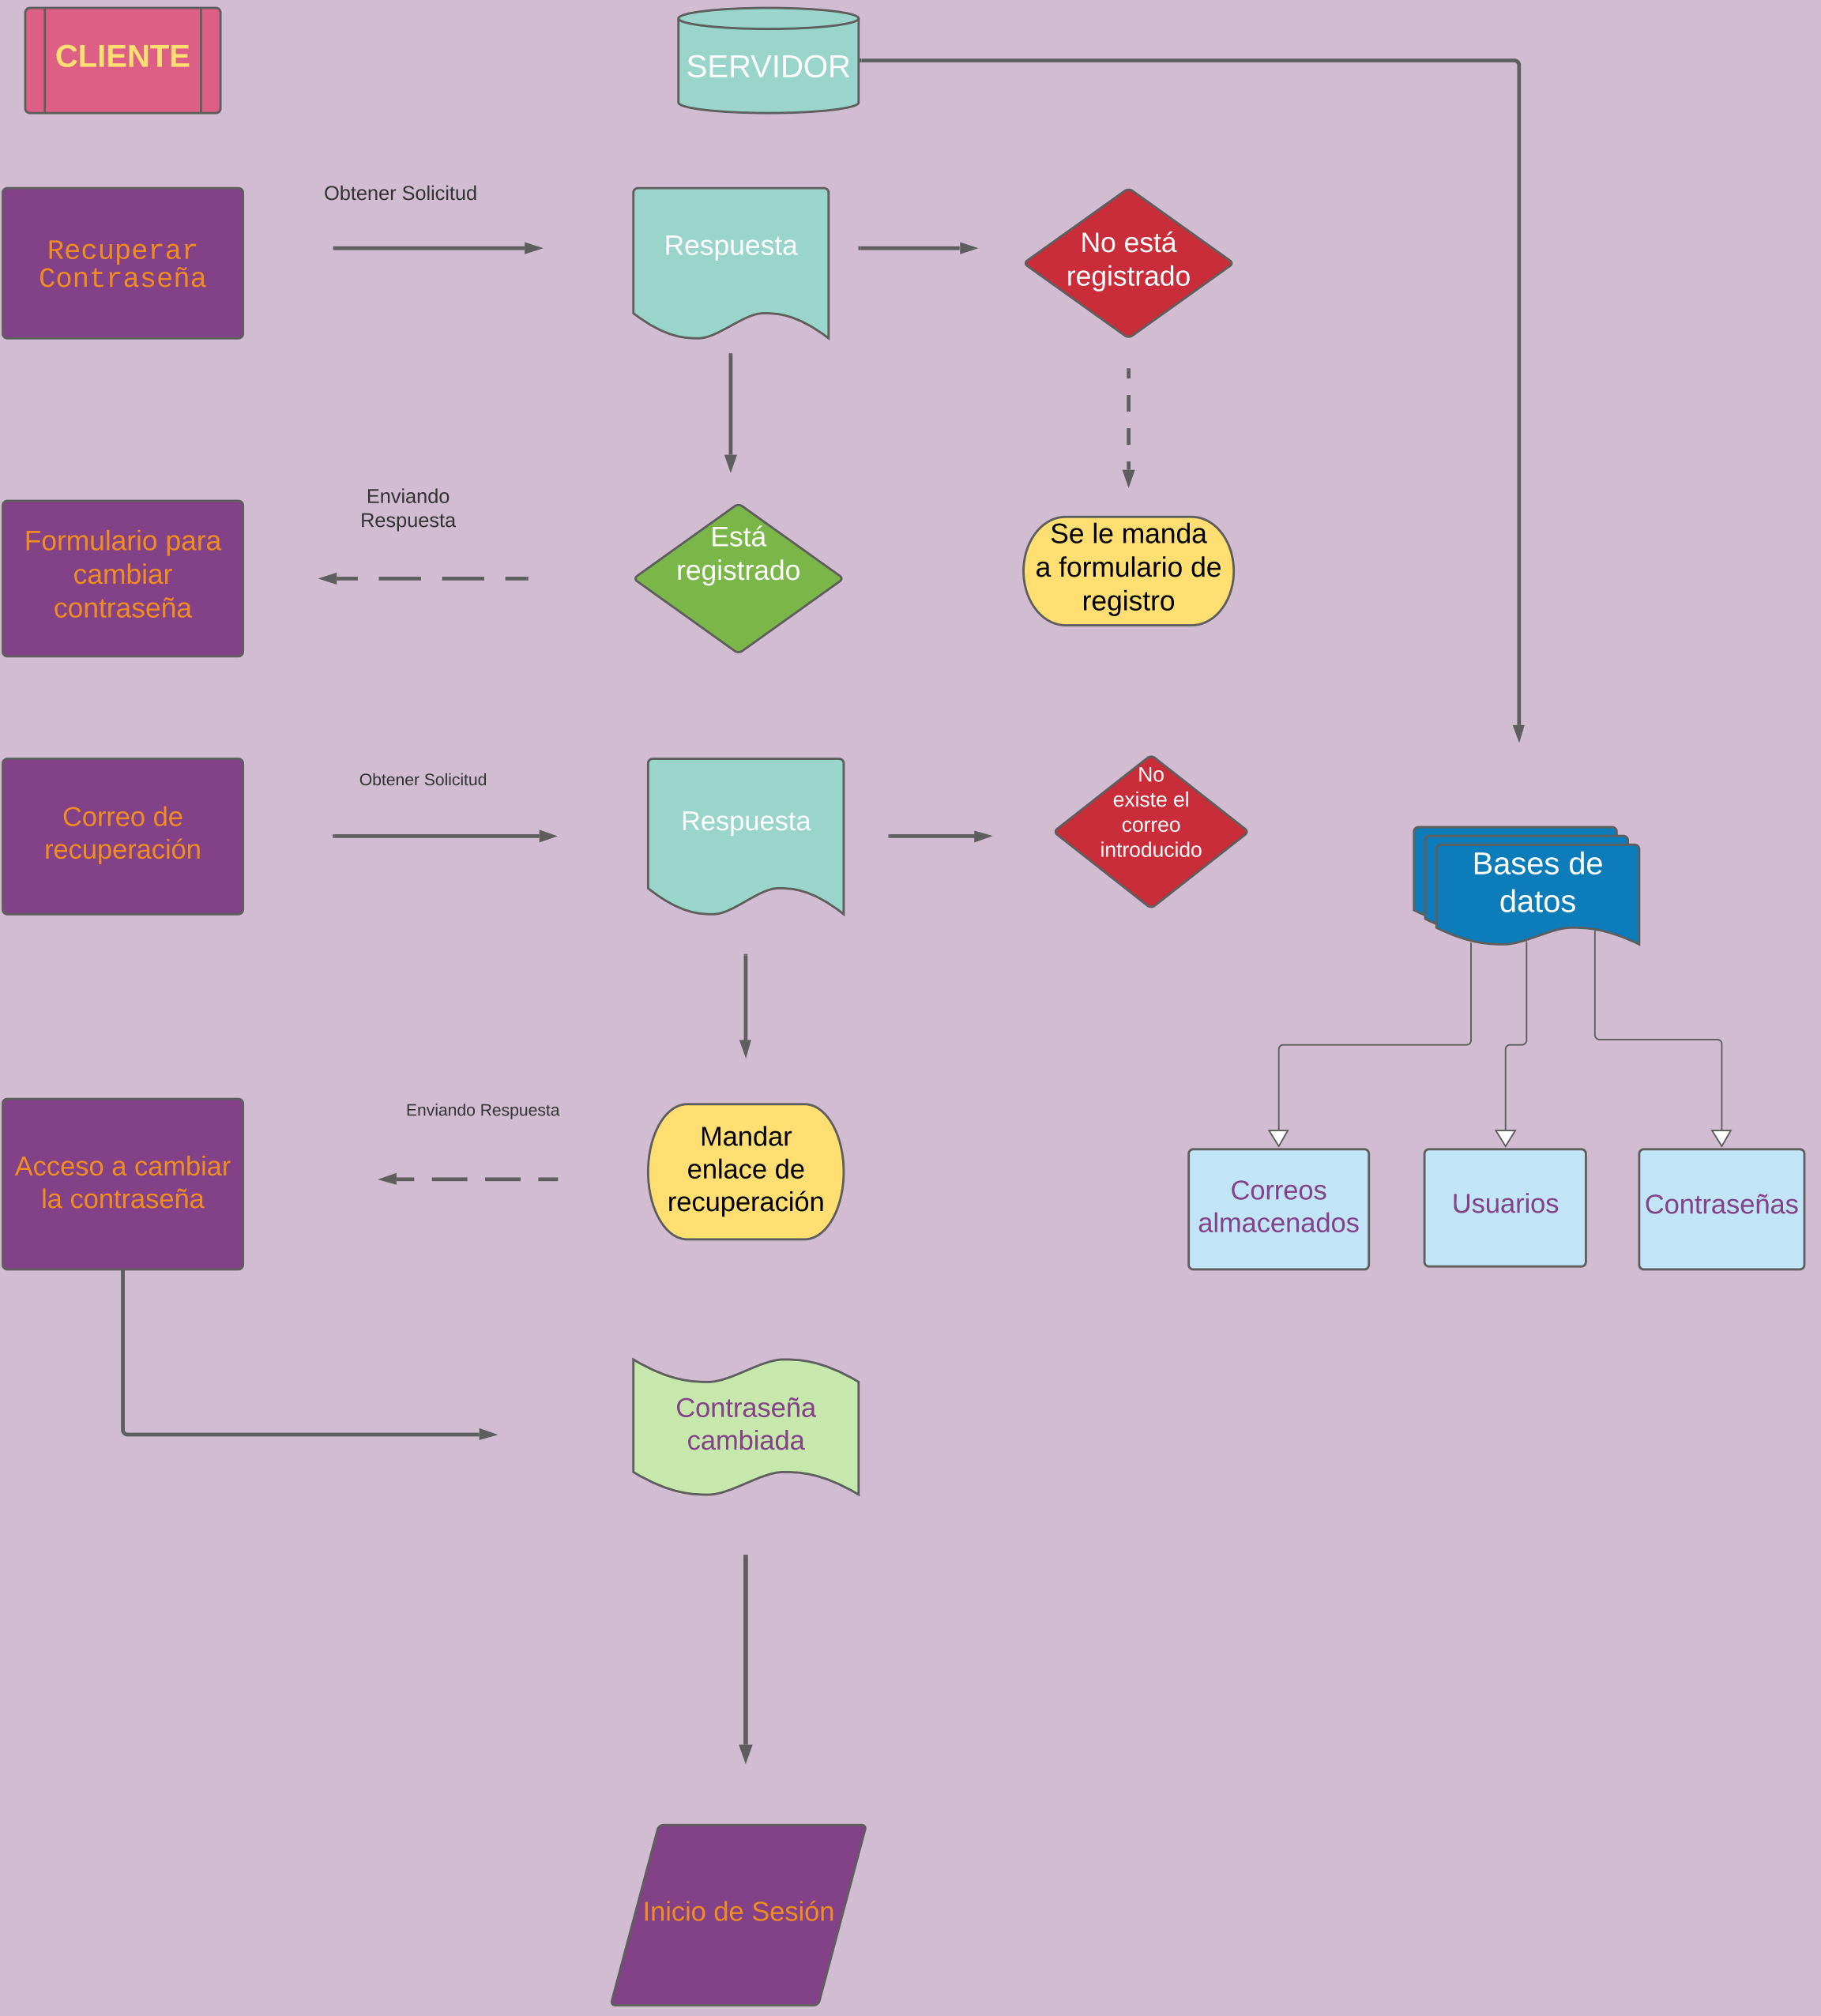 CLIENTE
SERVIDOR
Obtener Solicitud
Recuperar
Contraseña
Respuesta
No está
registrado
Enviando
Respuesta
Formulario para
cambiar
contraseña
Está
registrado
Se le manda
a formulario de
registro
Obtener Solicitud
Correo de
recuperación
Respuesta
No
existe el
correo
introducido
Bases de
datos
Enviando Respuesta
Acceso a cambiar
la contraseña
Mandar
enlace de
recuperación
Correos
almacenados
Usuarios
Contraseñas
Contraseña
cambiada
Inicio de Sesión